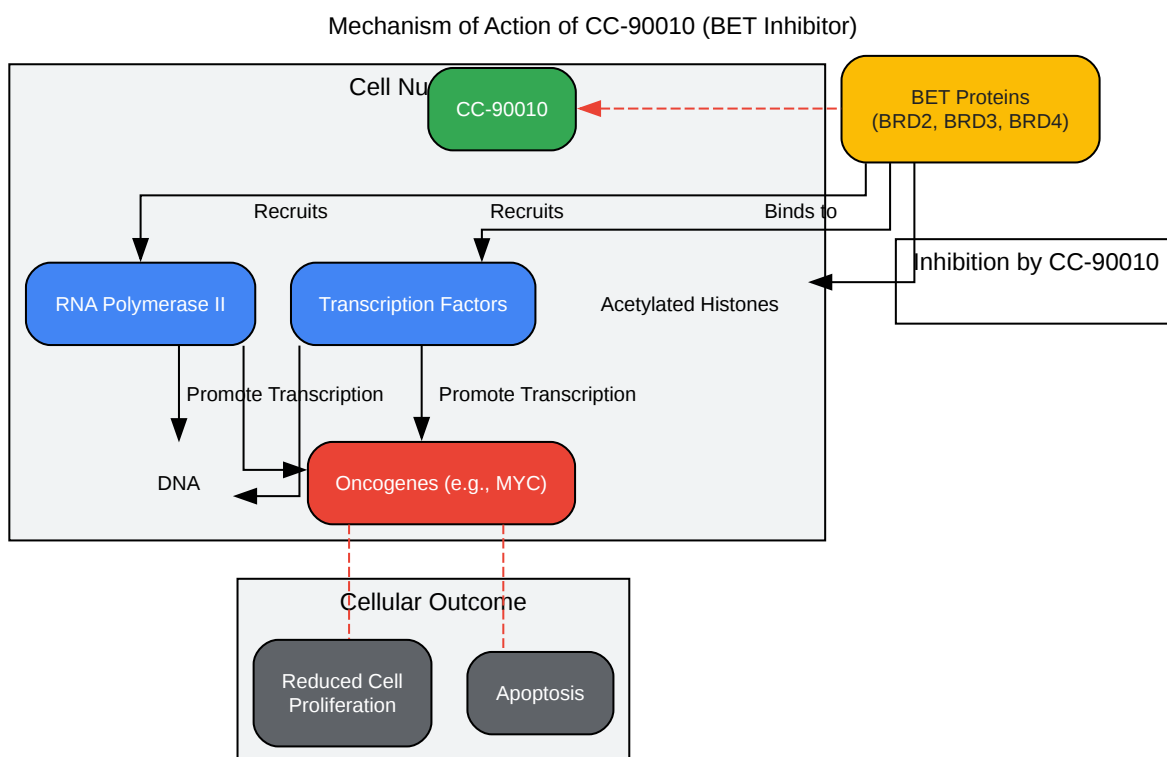 Mechanism of Action of CC-90010 (BET Inhibitor)
Cell Nu
CC-90010
BET Proteins
(BRD2, BRD3, BRD4)
Recruits
Recruits
Binds to
Inhibition by CC-90010
RNA Polymerase II
Transcription Factors
Acetylated Histones
Promote Transcription
Promote Transcription
DNA
Oncogenes (e.g., MYC)
Cellular Outcome
Reduced Cell
Proliferation
Apoptosis